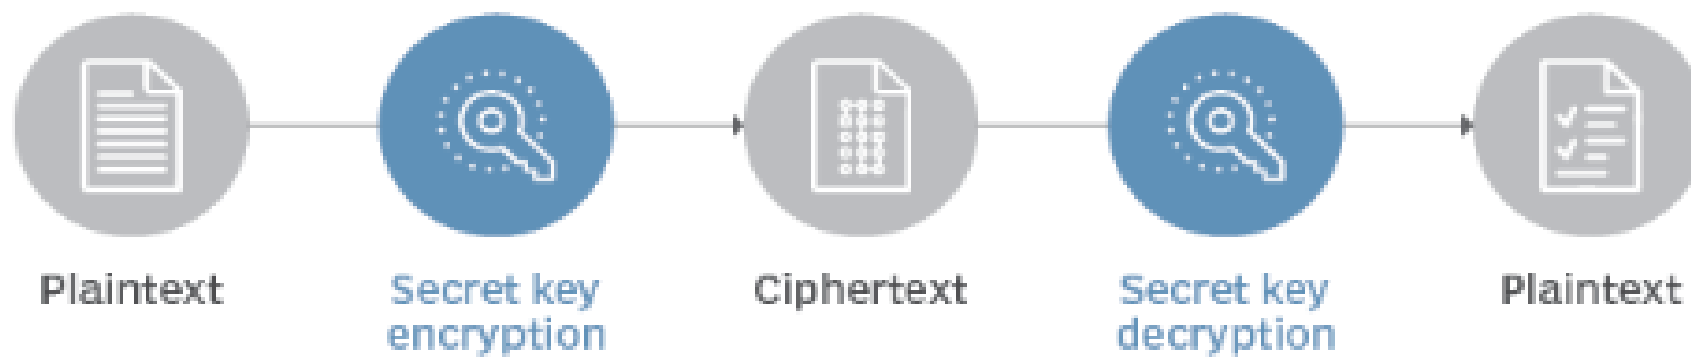 Plaintext
Secret key
encryption
Ciphertext
Secret key
decryption
Plaintext